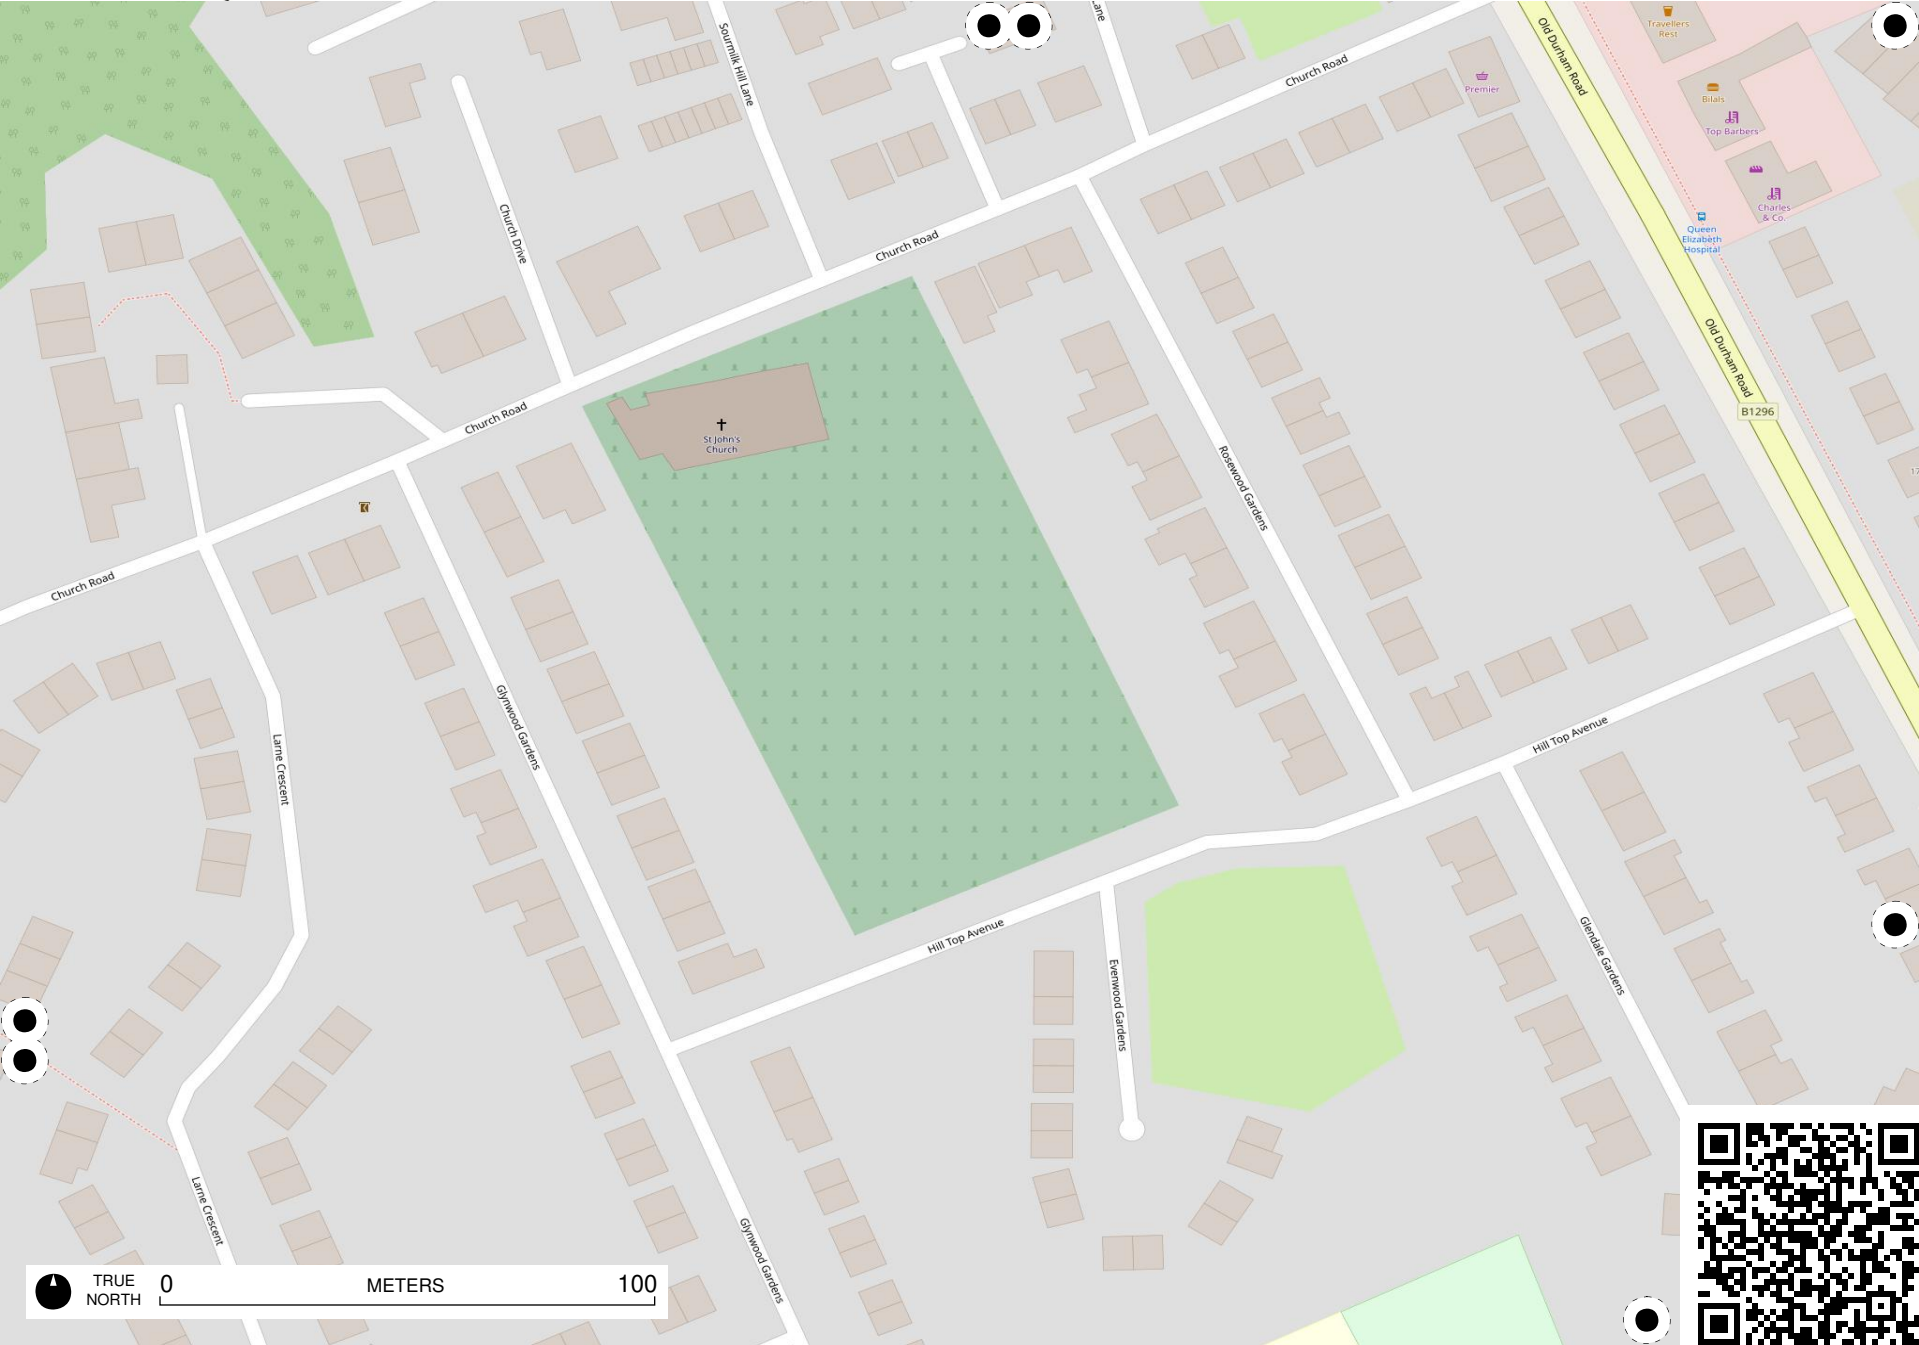 Sourmilk Hill Lane
ane
Old Durham Road
Travellers
Rest
Church Road
Premier
Bilals
Top Barbers
Charles
& Co.
Queen
Elizabeth
Hospital
Church Drive
Church Road
Old Durham Road
B1296
Church Road
St John's
Church
Rosewood Gardens
17
Church Road
Glynwood Gardens
Larne Crescent
Hill Top Avenue
Hill Top Avenue
Evenwood Gardens
Glendale Gardens
Larne Crescent
Glynwood Gardens
TRUE
NORTH
0 METERS 100